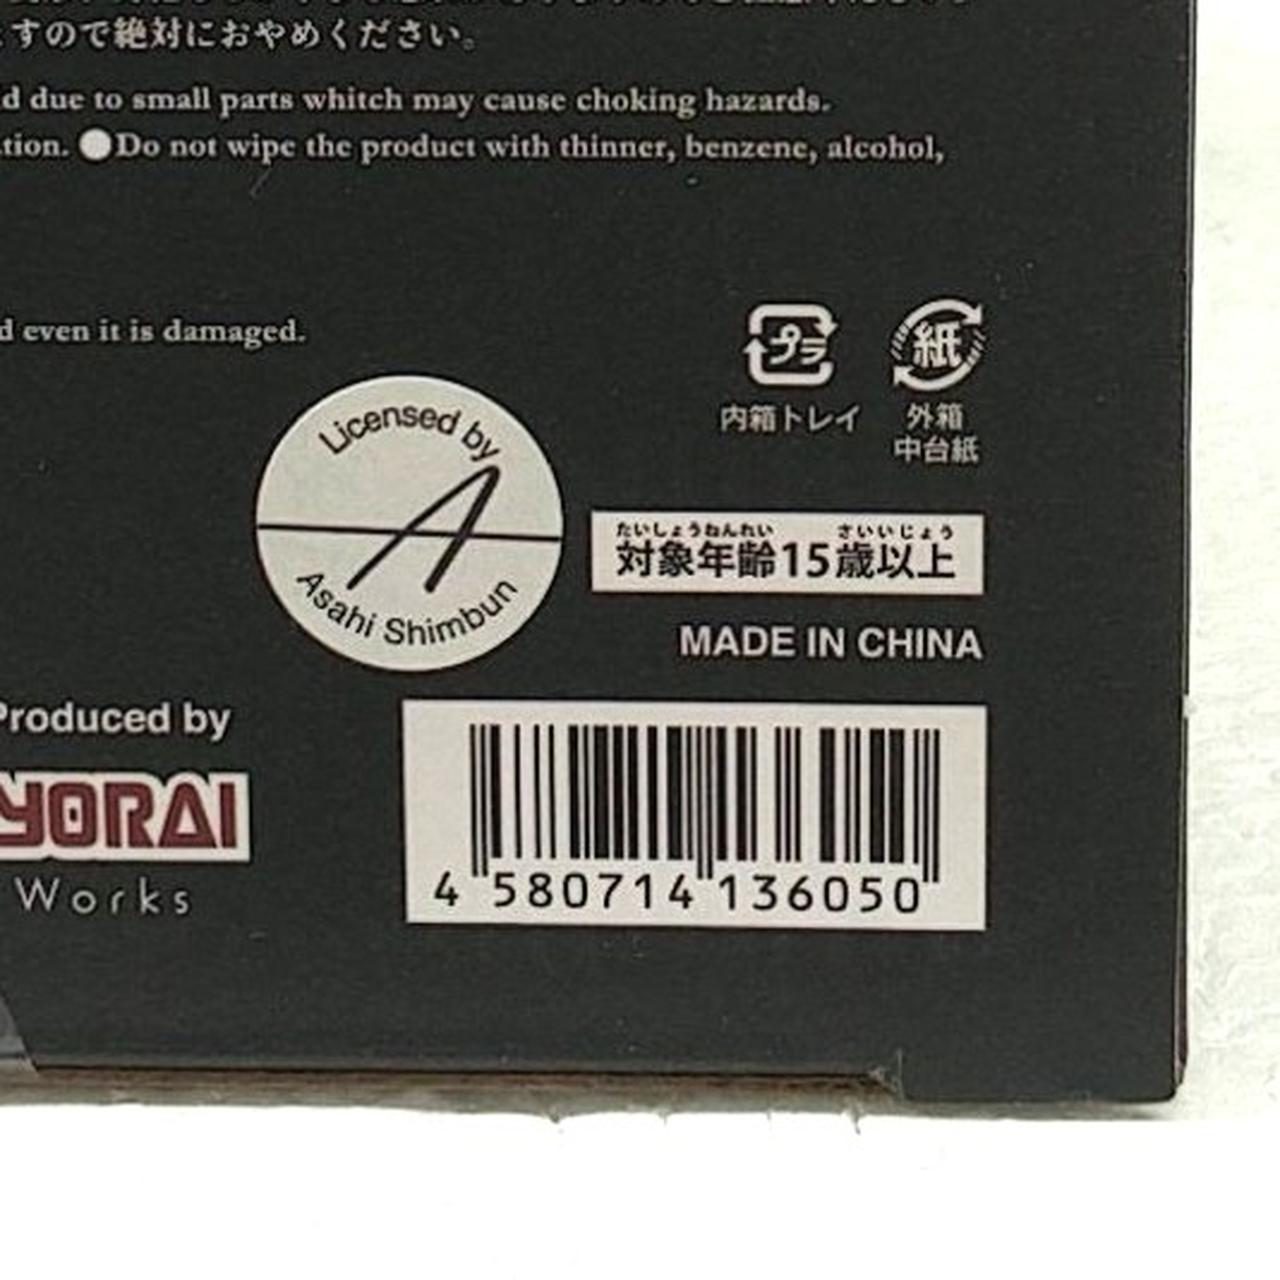 すので絶対におやめください。
d due to small parts whitch may cause choking hazards.
tion. ●Do not wipe the product with thinner, benzene, alcohol,
d even it is damaged.
プラ
紙
内箱トレイ
外箱
中台紙
Licensed by
A
Asahi Shimbun
たいしょうねんれい さいいじょう
対象年齢15歳以上
MADE IN CHINA
Produced by
YORAI
Works
4 580714 136050